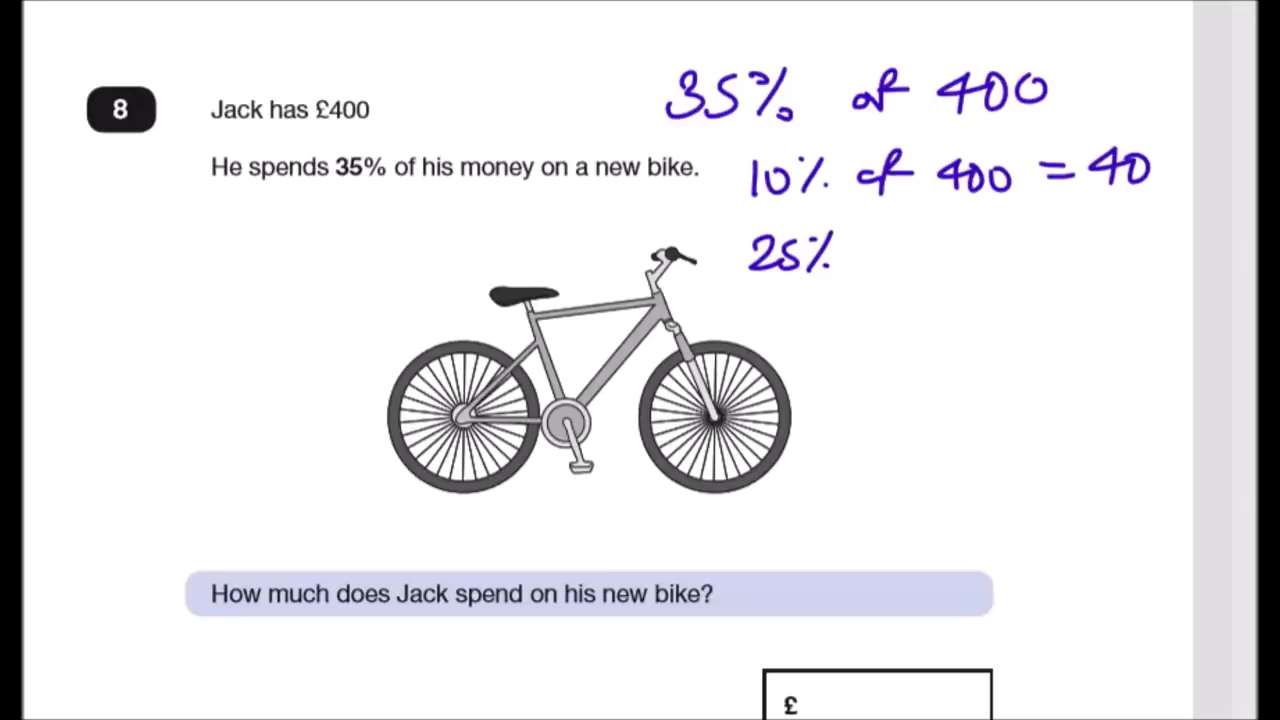 8
Jack has £400
35% of 400
He spends 35% of his money on a new bike.
10% of 400 = 40
25%
How much does Jack spend on his new bike?
£